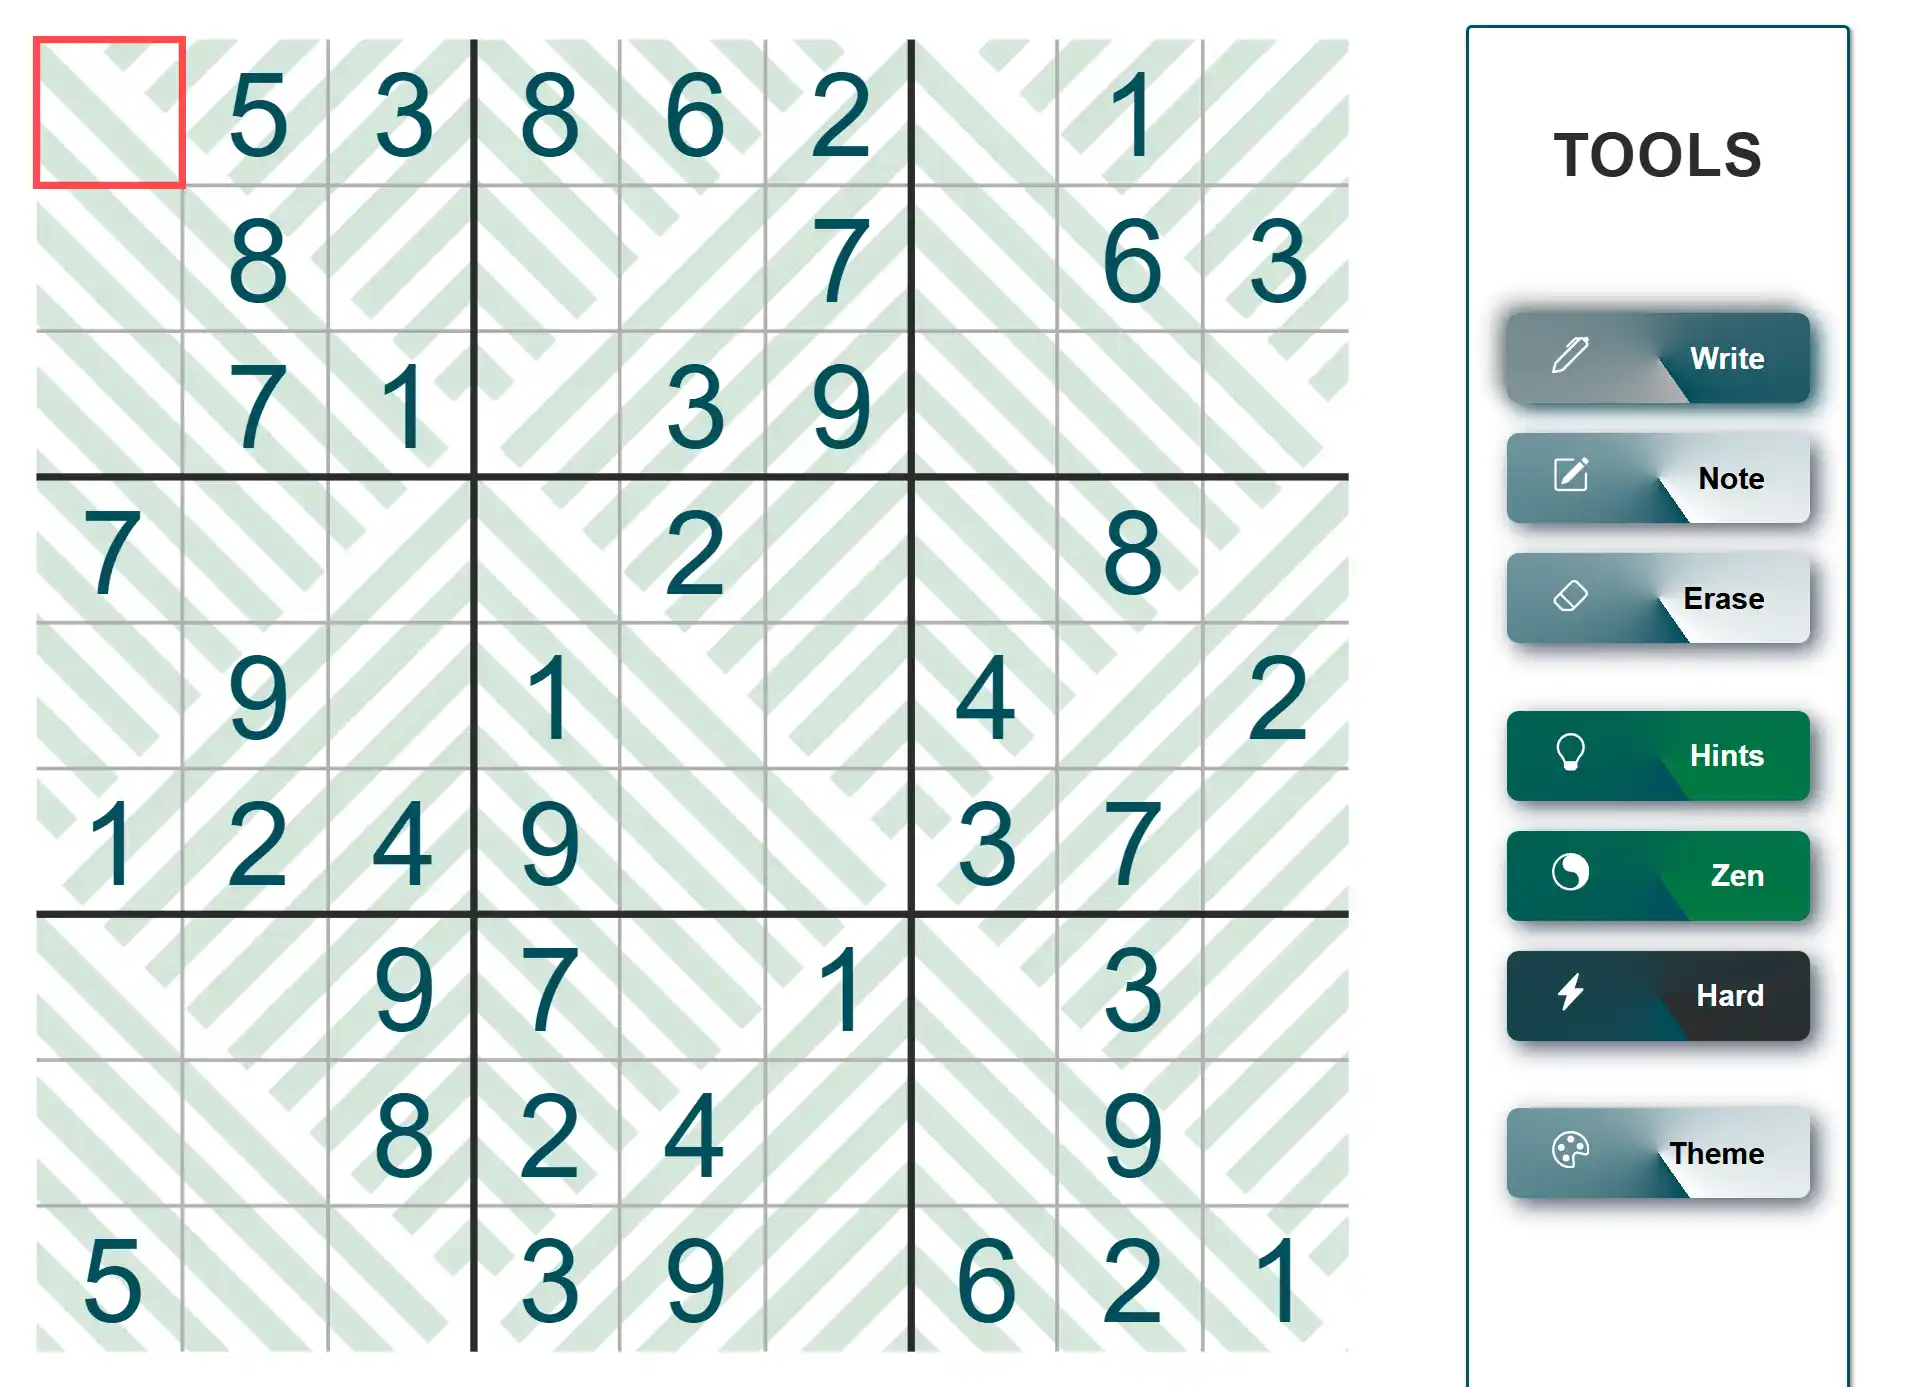 5 3 8 6 2 1
8 7 6 3
7 1 3 9
7 2 8
9 1 4 2
1 2 4 9 3 7
9 7 1 3
8 2 4 9
5 3 9 6 2 1
TOOLS
Write
Note
Erase
Hints
Zen
Hard
Theme